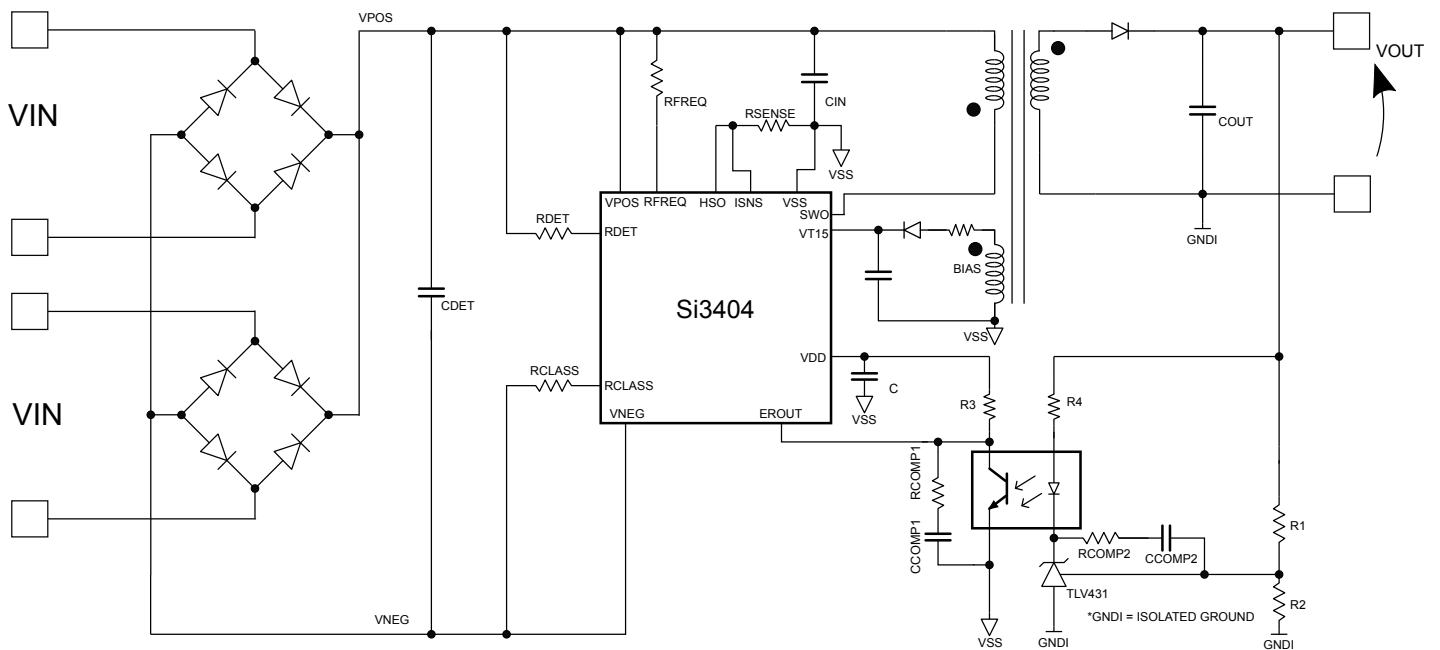 VPOS
VIN
VOUT
RFREQ
CIN
RSENSE
VSS
COUT
GNDI
VPOS RFREQ HSO ISNS VSS
SWO
RDET
RDET
VT15
BIAS
VSS
CDET
Si3404
VDD
C
VSS
RCLASS
RCLASS
VNEG
EROUT
R3
R4
VIN
RCOMP1
CCOMP1
R1
RCOMP2
CCOMP2
TLV431
R2
*GNDI = ISOLATED GROUND
VNEG
VSS
GNDI
GNDI